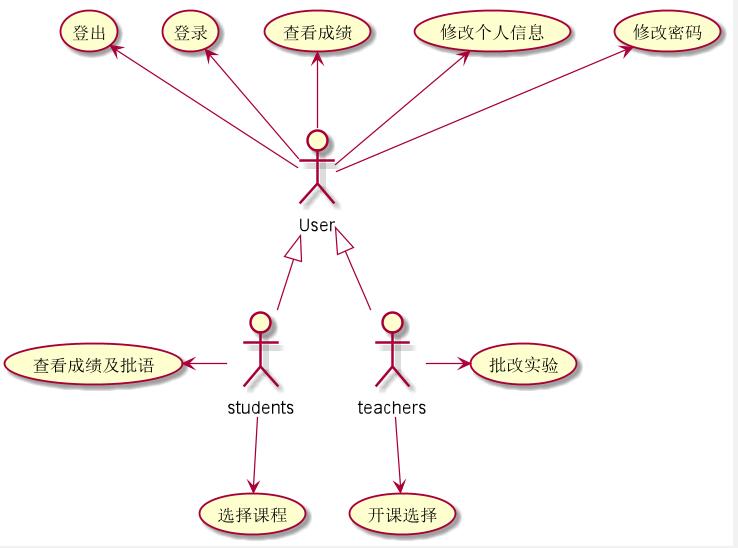 登出
登录
查看成绩
修改个人信息
修改密码
User
students
teachers
查看成绩及批语
批改实验
选择课程
开课选择